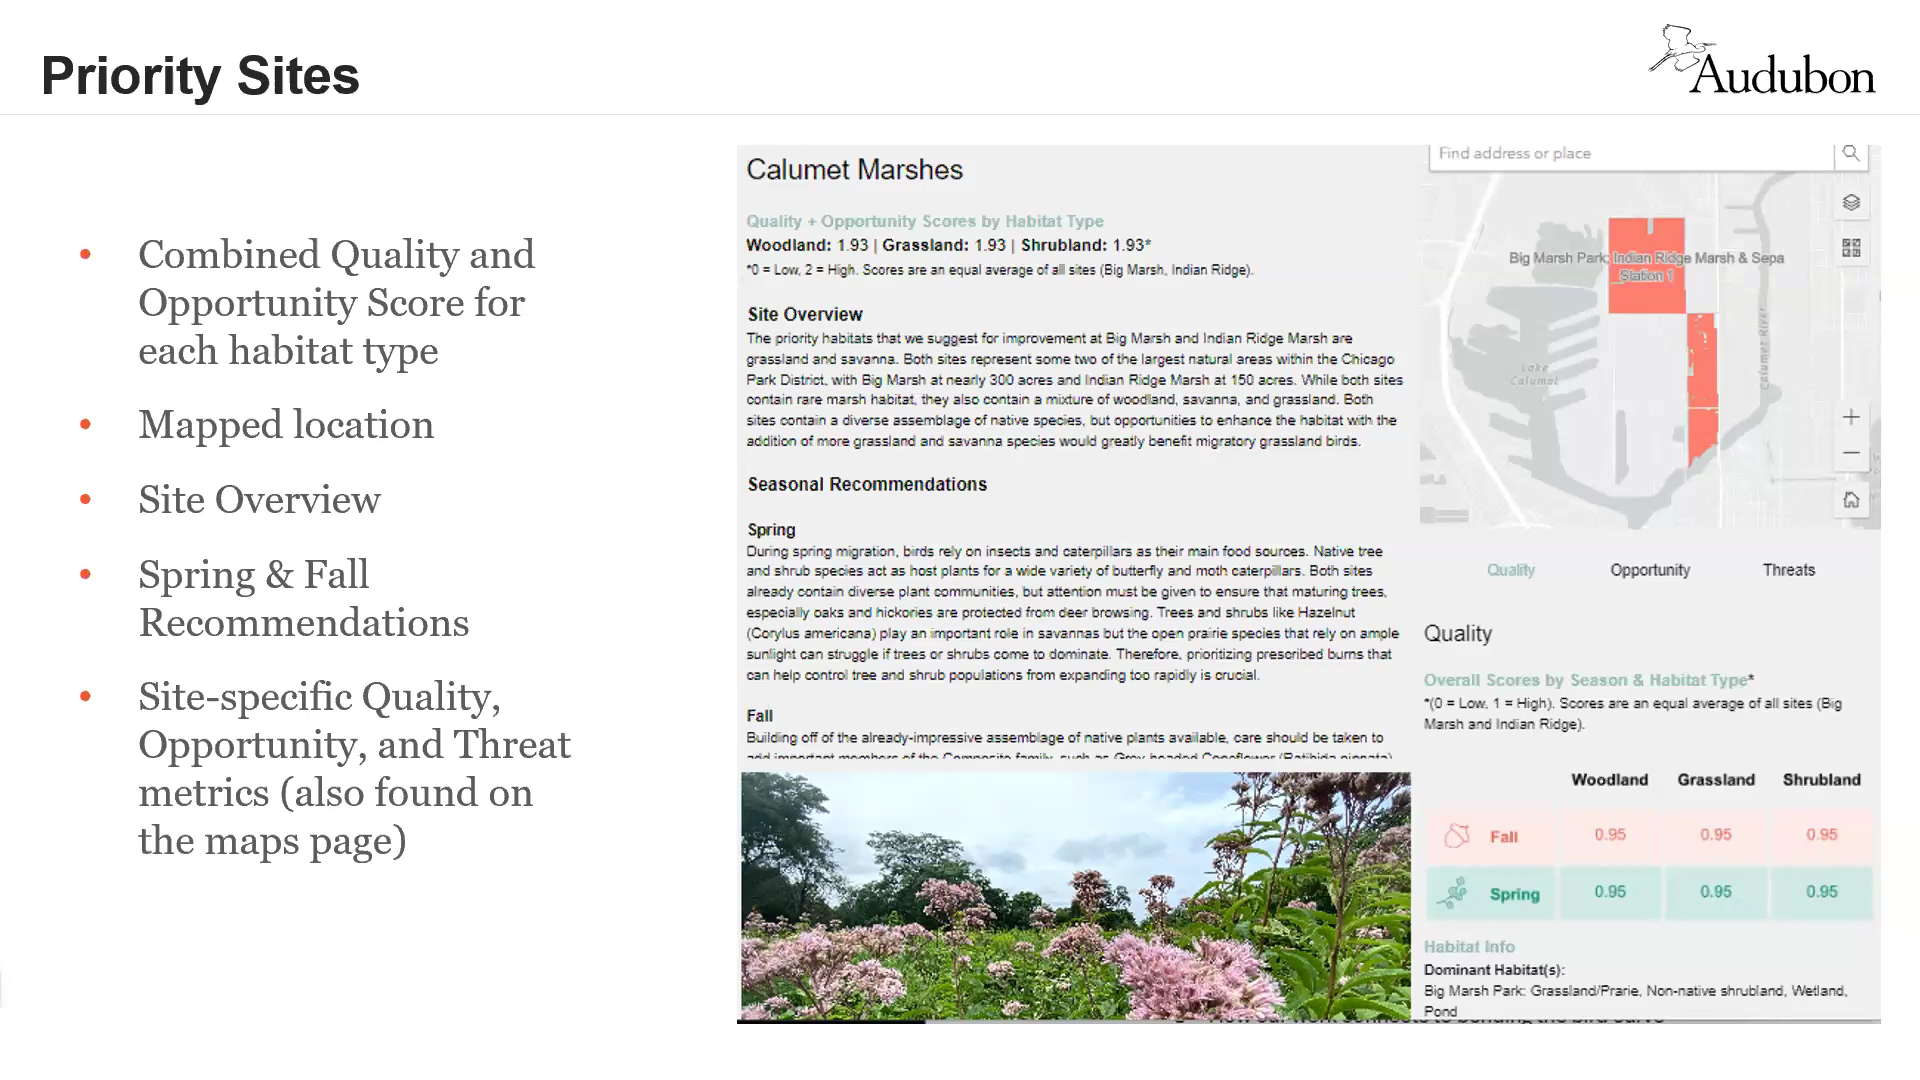 Priority Sites
Audubon
• Combined Quality and
Opportunity Score for
each habitat type
• Mapped location
• Site Overview
• Spring & Fall
Recommendations
• Site-specific Quality,
Opportunity, and Threat
metrics (also found on
the maps page)
Calumet Marshes
Quality + Opportunity Scores by Habitat Type
Woodland: 1.93 | Grassland: 1.93 | Shrubland: 1.93*
*0 = Low, 2 = High. Scores are an equal average of all sites (Big Marsh, Indian Ridge).
Site Overview
The priority habitats that we suggest for improvement at Big Marsh and Indian Ridge Marsh are
grassland and savanna. Both sites represent some two of the largest natural areas within the Chicago
Park District, with Big Marsh at nearly 300 acres and Indian Ridge Marsh at 150 acres. While both sites
contain rare marsh habitat, they also contain a mixture of woodland, savanna, and grassland. Both
sites contain a diverse assemblage of native species, but opportunities to enhance the habitat with the
addition of more grassland and savanna species would greatly benefit migratory grassland birds.
Seasonal Recommendations
Spring
During spring migration, birds rely on insects and caterpillars as their main food sources. Native tree
and shrub species act as host plants for a wide variety of butterfly and moth caterpillars. Both sites
already contain diverse plant communities, but attention must be given to ensure that maturing trees,
especially oaks and hickories are protected from deer browsing. Trees and shrubs like Hazelnut
(Corylus americana) play an important role in savannas but the open prairie species that rely on ample
sunlight can struggle if trees or shrubs come to dominate. Therefore, prioritizing prescribed burns that
can help control tree and shrub populations from expanding too rapidly is crucial.
Fall
Building off of the already-impressive assemblage of native plants available, care should be taken to
add important members of the Composite family, such as Grey-headed Coneflower (Ratibida pinnata)
Find address or place
Big Marsh Park; Indian Ridge Marsh & Sepa
Station 1
Lake
Calumet
Calumet River
Quality Opportunity Threats
Quality
Overall Scores by Season & Habitat Type*
*(0 = Low, 1 = High). Scores are an equal average of all sites (Big
Marsh and Indian Ridge).
Woodland Grassland Shrubland
Fall 0.95 0.95 0.95
Spring 0.95 0.95 0.95
Habitat Info
Dominant Habitat(s):
Big Marsh Park: Grassland/Prarie, Non-native shrubland, Wetland,
Pond